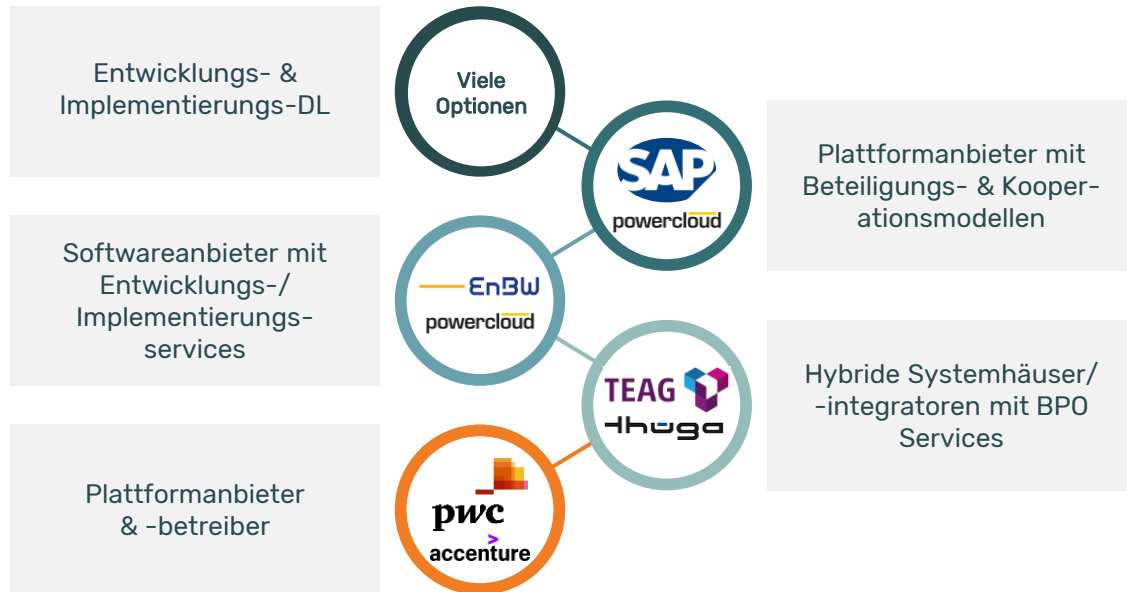 Entwicklungs- &
Implementierungs-DL
Viele
Optionen
SAP
powercloud
Plattformanbieter mit
Beteiligungs- & Kooper-
ationsmodellen
Softwareanbieter mit
Entwicklungs-/
Implementierungs-
services
EnBW
powercloud
TEAG
thüga
Hybride Systemhäuser/
-integratoren mit BPO
Services
Plattformanbieter
& -betreiber
pwc
accenture